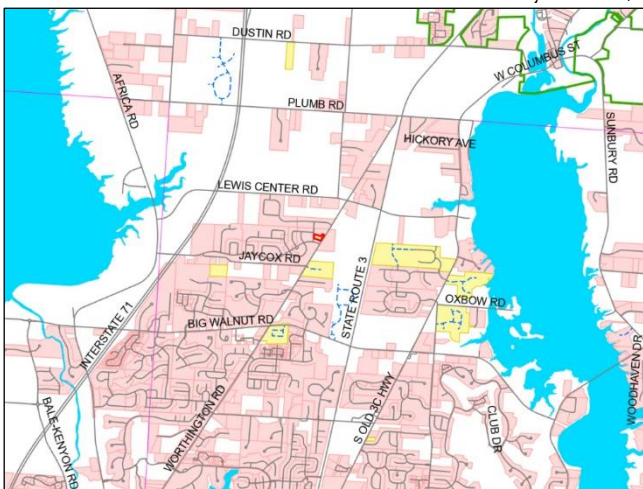 DUSTIN RD
W COLUMBUS ST
AFRICA RD
PLUMB RD
SUNBURY RD
HICKORY AVE
LEWIS CENTER RD
JAYCOX RD
STATE ROUTE 3
OXBOW RD
BIG WALNUT RD
INTERSTATE 71
WOODHAVEN DR
S OLD 3C HWY
WORTHINGTON RD
CLUB DR
BALE-KENYON RD